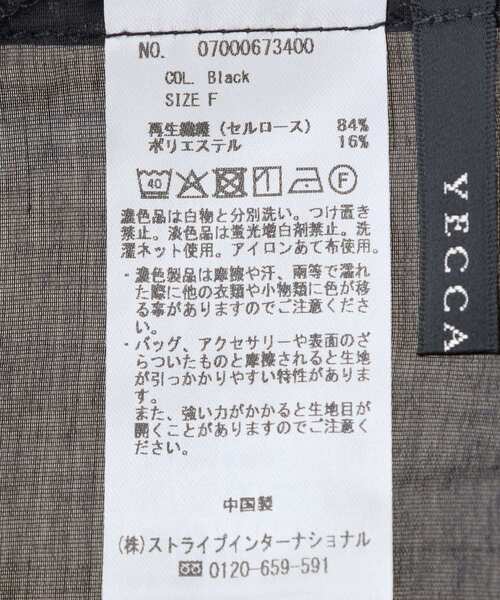 NO. 07000673400
COL. Black
SIZE F
再生繊維（セルロース） 84%
ポリエステル 16%
40
F
濃色品は白物と分別洗い。つけ置き
禁止。淡色品は蛍光増白剤禁止。洗
濯ネット使用。アイロンあて布使用。
・濃色製品は摩擦や汗、雨等で濡れ
た際に他の衣類や小物類に色が移
る事がありますのでご注意くださ
い。
・バッグ、アクセサリーや表面のざ
らついたものと摩擦されると生地
が引っかかりやすい特性がありま
す。
また、強い力がかかると生地目が
開くことがありますのでご注意く
ださい。
中国製
(株)ストライプインターナショナル
0120-659-591
YECCA